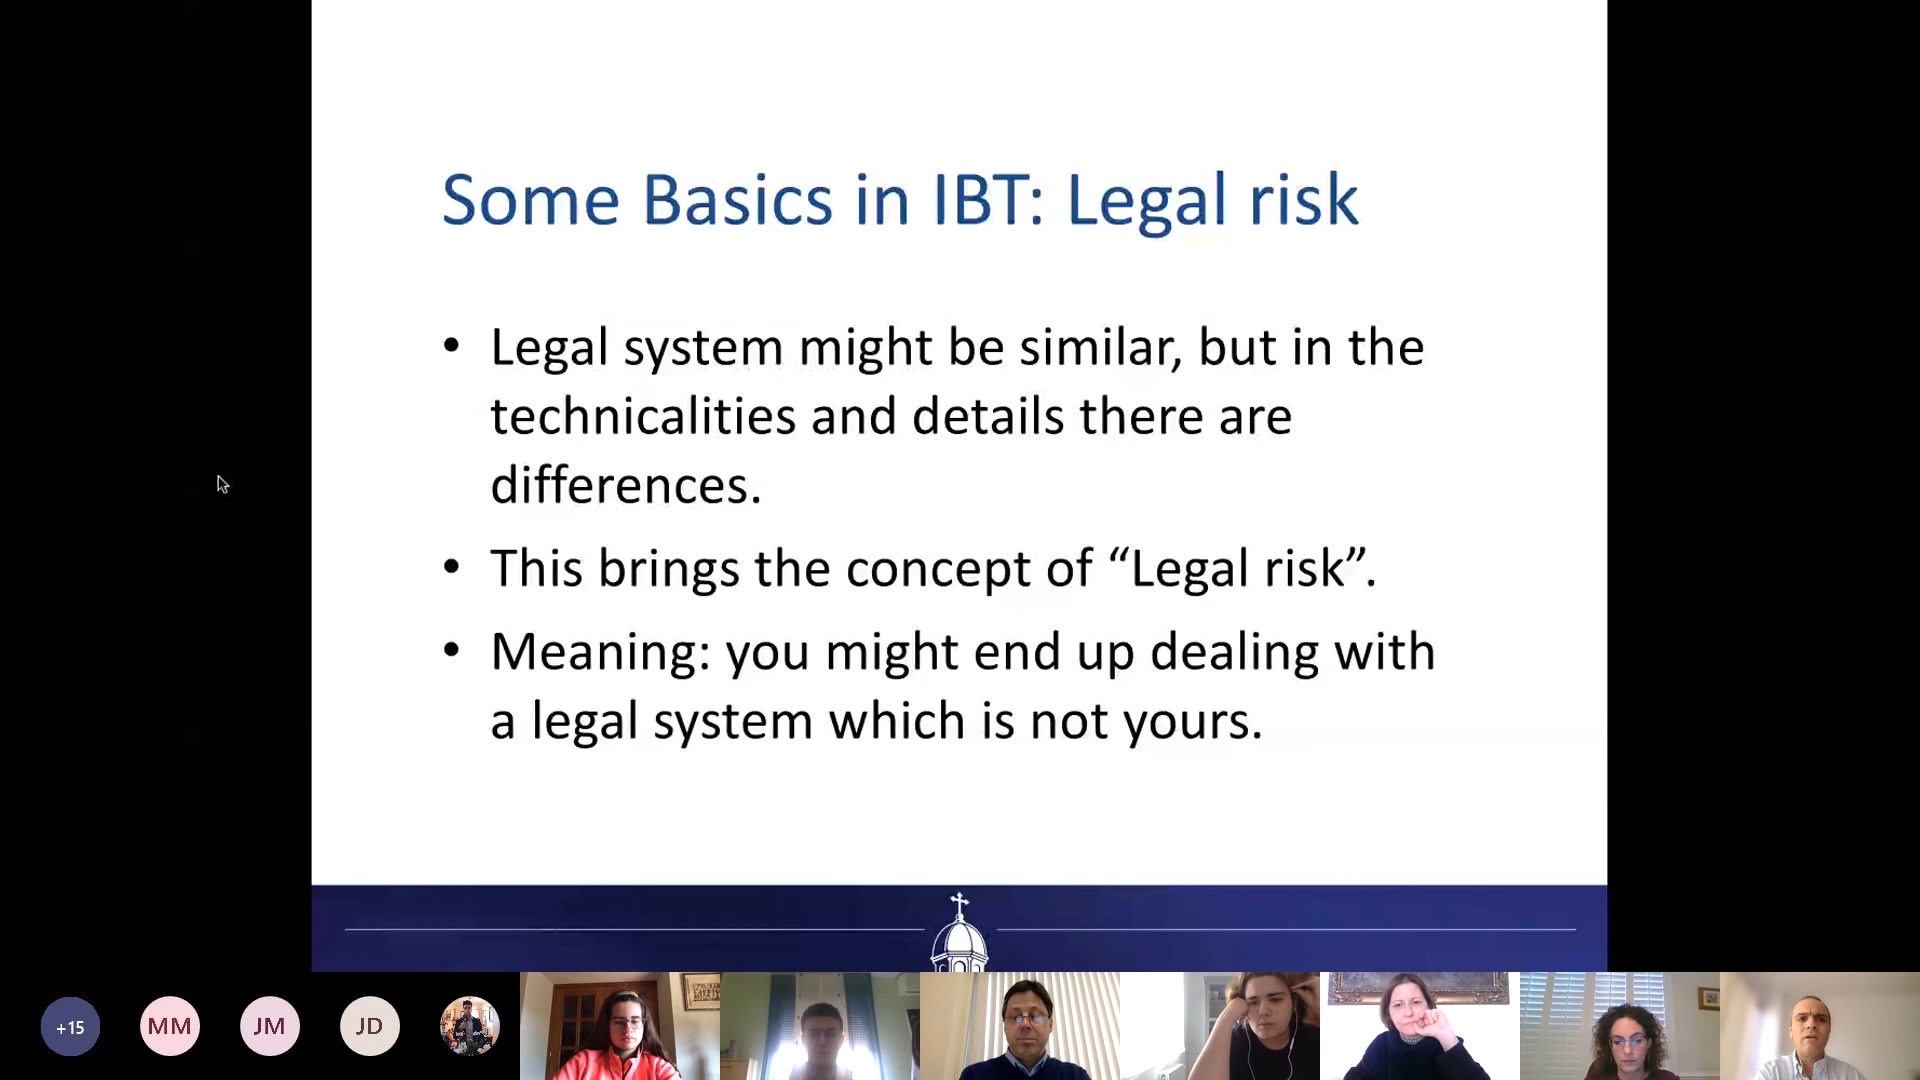 Some Basics in IBT: Legal risk
• Legal system might be similar, but in the
technicalities and details there are
differences.
• This brings the concept of “Legal risk”.
• Meaning: you might end up dealing with
a legal system which is not yours.
+15
MM
JM
JD